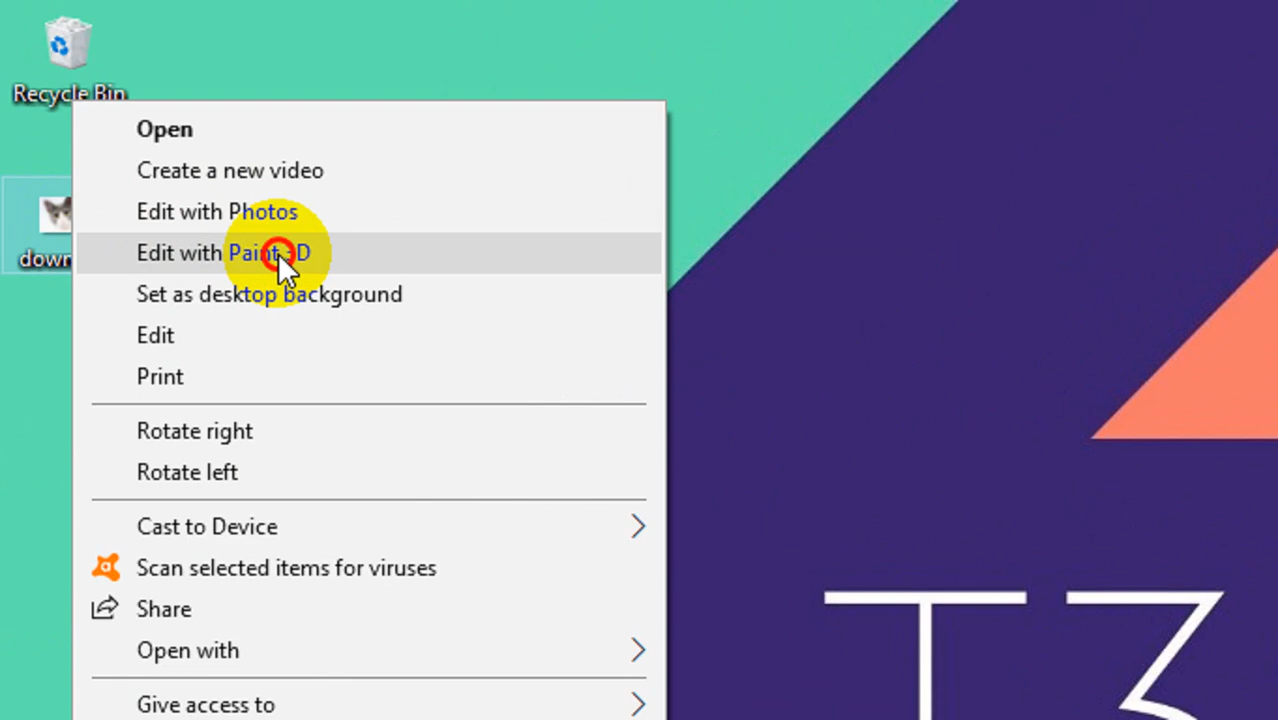 Recycle Bin
Open
Create a new video
Edit with Photos
down
Edit with Paint 3D
Set as desktop background
Edit
Print
Rotate right
Rotate left
Cast to Device
Scan selected items for viruses
Share
Open with
Give access to
T3